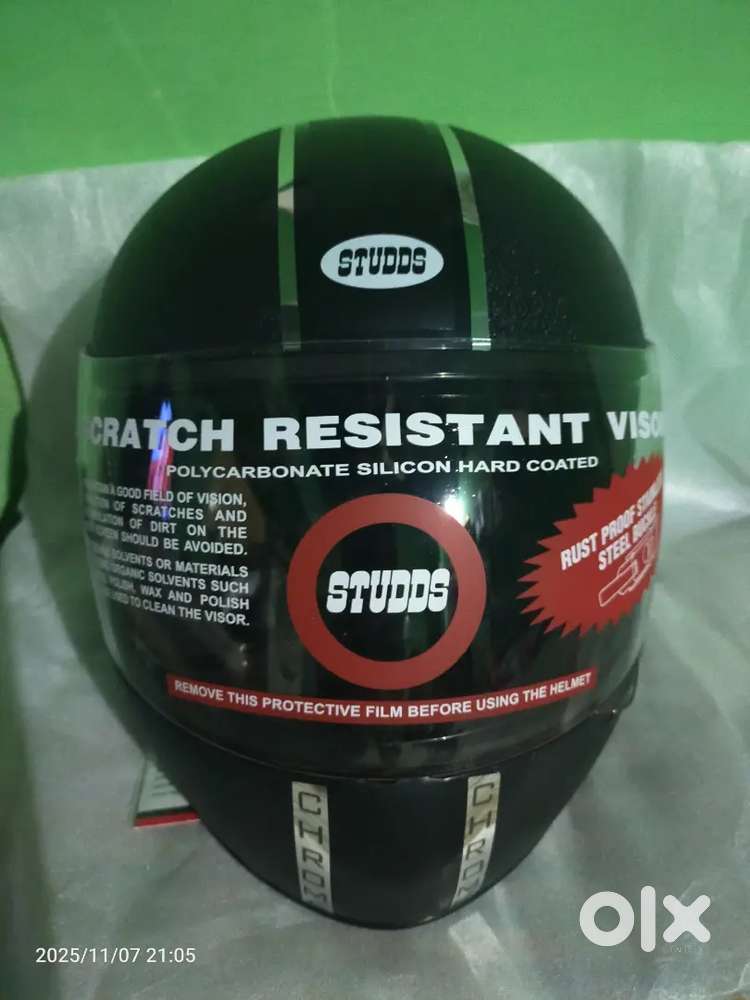 STUDDS
CRATCH RESISTANT VISO
POLYCARBONATE SILICON HARD COATED
A GOOD FIELD OF VISION,
OF SCRATCHES AND
OF DIRT ON THE
SHOULD BE AVOIDED.
SOLVENTS OR MATERIALS
ORGANIC SOLVENTS SUCH
POLISH, WAX AND POLISH
USED TO CLEAN THE VISOR.
STUDDS
RUST PROOF
STEEL
REMOVE THIS PROTECTIVE FILM BEFORE USING THE HELMET
CHROM
CHROM
2025/11/07 21:05
olx